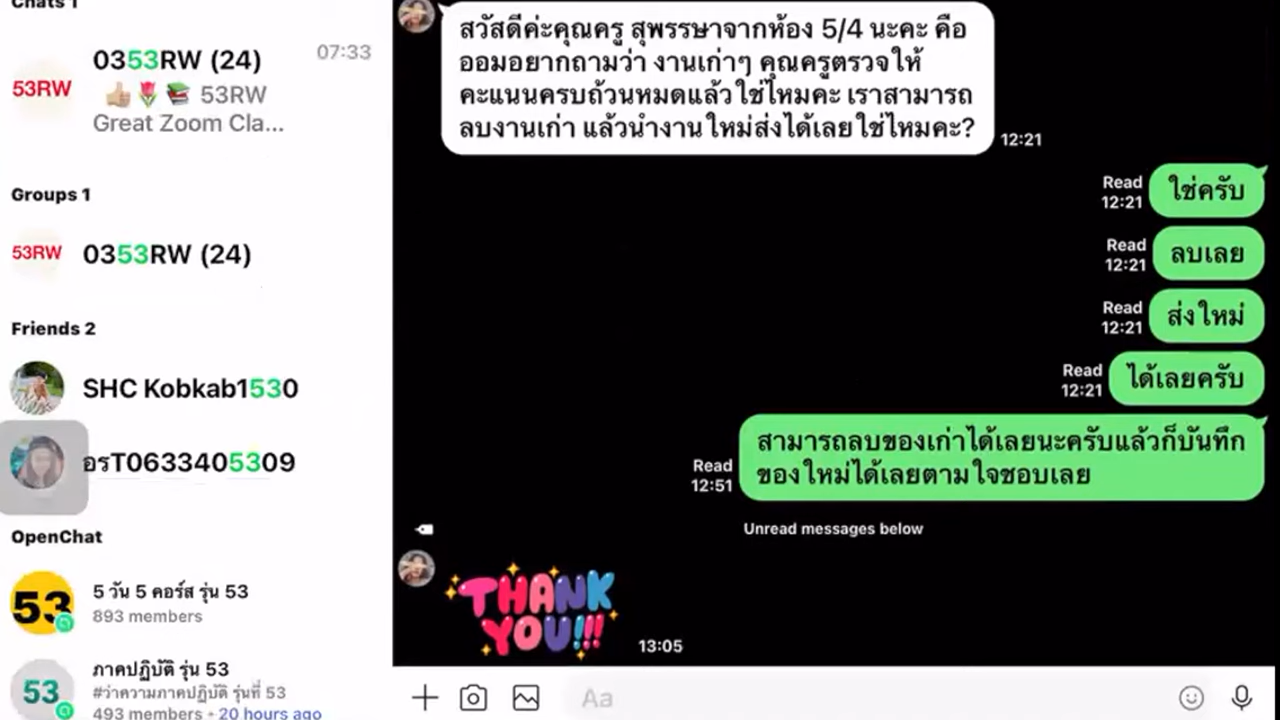 Chats 1
0353RW (24)
07:33
53RW
👍🏼🌷📚 53RW
Great Zoom Cla...
Groups 1
53RW
0353RW (24)
Friends 2
SHC Kobkab1530
อรT0633405309
OpenChat
53
5 วัน 5 คอร์ส รุ่น 53
893 members
53
ภาคปฏิบัติ รุ่น 53
#ว่าความภาคปฏิบัติ รุ่นที่ 53
493 members • 20 hours ago
สวัสดีค่ะคุณครู สุพรรษาจากห้อง 5/4 นะคะ คือ
ออมอยากถามว่า งานเก่าๆ คุณครูตรวจให้
คะแนนครบถ้วนหมดแล้วใช่ไหมคะ เราสามารถ
ลบงานเก่า แล้วนำงานใหม่ส่งได้เลยใช่ไหมคะ?
12:21
Read
12:21
ใช่ครับ
Read
12:21
ลบเลย
Read
12:21
ส่งใหม่
Read
12:21
ได้เลยครับ
Read
12:51
สามารถลบของเก่าได้เลยนะครับแล้วก็บันทึก
ของใหม่ได้เลยตามใจชอบเลย
Unread messages below
THANK
YOU!!!
13:05
Aa